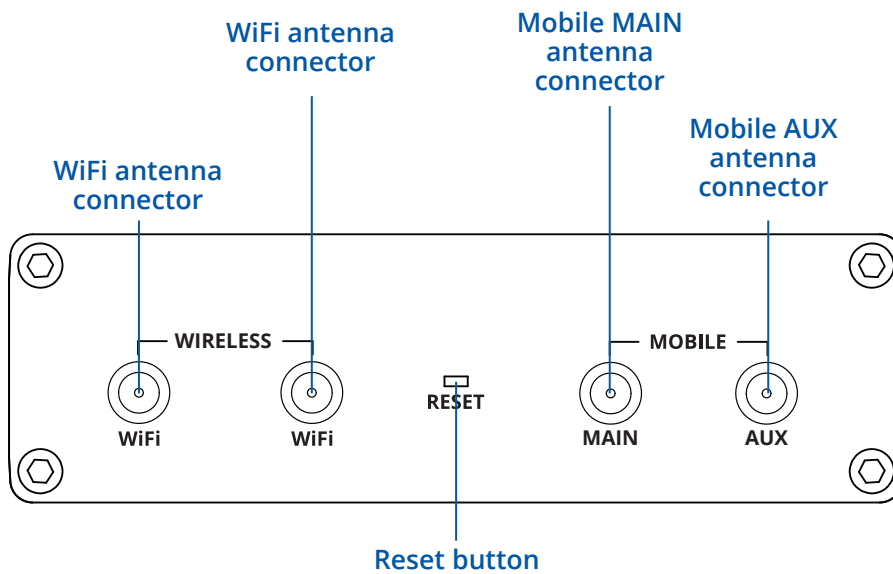 WiFi antenna
connector
Mobile MAIN
antenna
connector
WiFi antenna
connector
Mobile AUX
antenna
connector
WIRELESS
MOBILE
RESET
WiFi
WiFi
MAIN
AUX
Reset button